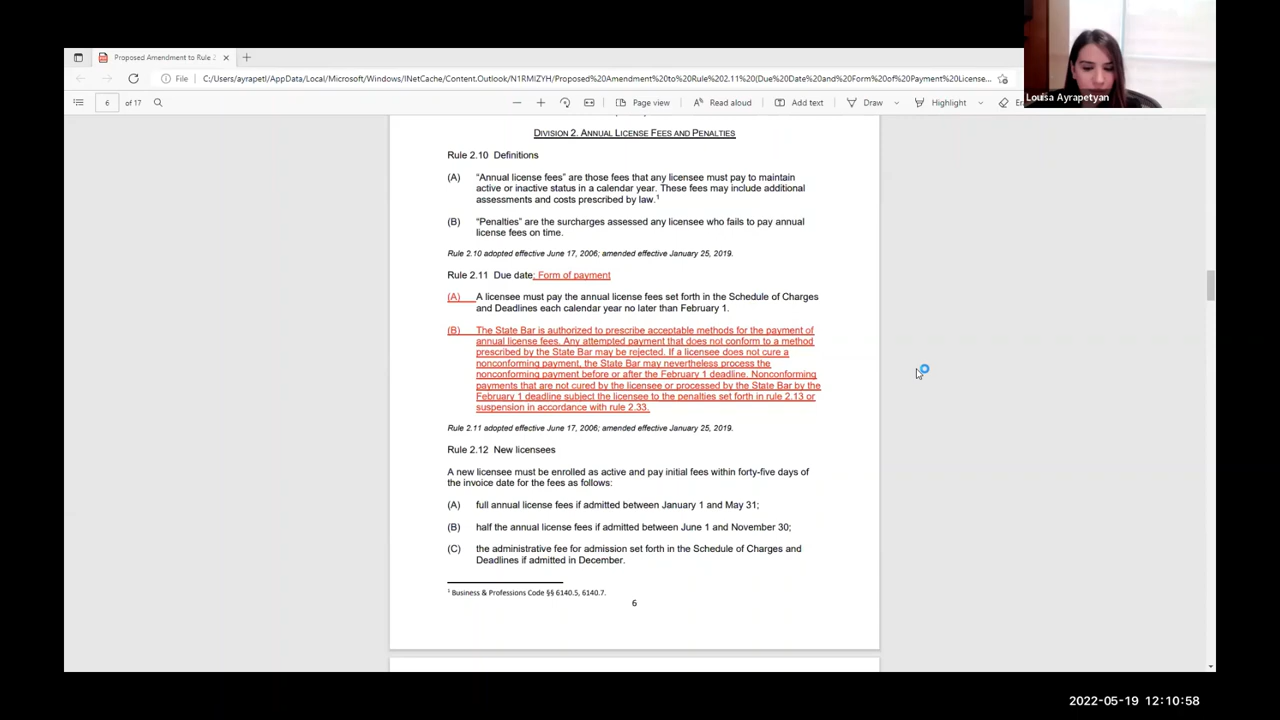 Proposed Amendment to Rule 2
File
C:/Users/ayrapetl/AppData/Local/Microsoft/Windows/INetCache/Content.Outlook/N1RMIZYH/Proposed%20Amendment%20to%20Rule%202.11%20(Due%20Date%20and%20Form%20of%20Payment%20License...
6 of 17
Page view
Read aloud
Add text
Draw
Highlight
Louisa Ayrapetyan
DIVISION 2. ANNUAL LICENSE FEES AND PENALTIES
Rule 2.10 Definitions
(A) “Annual license fees” are those fees that any licensee must pay to maintain
active or inactive status in a calendar year. These fees may include additional
assessments and costs prescribed by law.1
(B) “Penalties” are the surcharges assessed any licensee who fails to pay annual
license fees on time.
Rule 2.10 adopted effective June 17, 2006; amended effective January 25, 2019.
Rule 2.11 Due date; Form of payment
(A) A licensee must pay the annual license fees set forth in the Schedule of Charges
and Deadlines each calendar year no later than February 1.
(B) The State Bar is authorized to prescribe acceptable methods for the payment of
annual license fees. Any attempted payment that does not conform to a method
prescribed by the State Bar may be rejected. If a licensee does not cure a
nonconforming payment, the State Bar may nevertheless process the
nonconforming payment before or after the February 1 deadline. Nonconforming
payments that are not cured by the licensee or processed by the State Bar by the
February 1 deadline subject the licensee to the penalties set forth in rule 2.13 or
suspension in accordance with rule 2.33.
Rule 2.11 adopted effective June 17, 2006; amended effective January 25, 2019.
Rule 2.12 New licensees
A new licensee must be enrolled as active and pay initial fees within forty-five days of
the invoice date for the fees as follows:
(A) full annual license fees if admitted between January 1 and May 31;
(B) half the annual license fees if admitted between June 1 and November 30;
(C) the administrative fee for admission set forth in the Schedule of Charges and
Deadlines if admitted in December.
1 Business & Professions Code §§ 6140.5, 6140.7.
6
2022-05-19 12:10:58